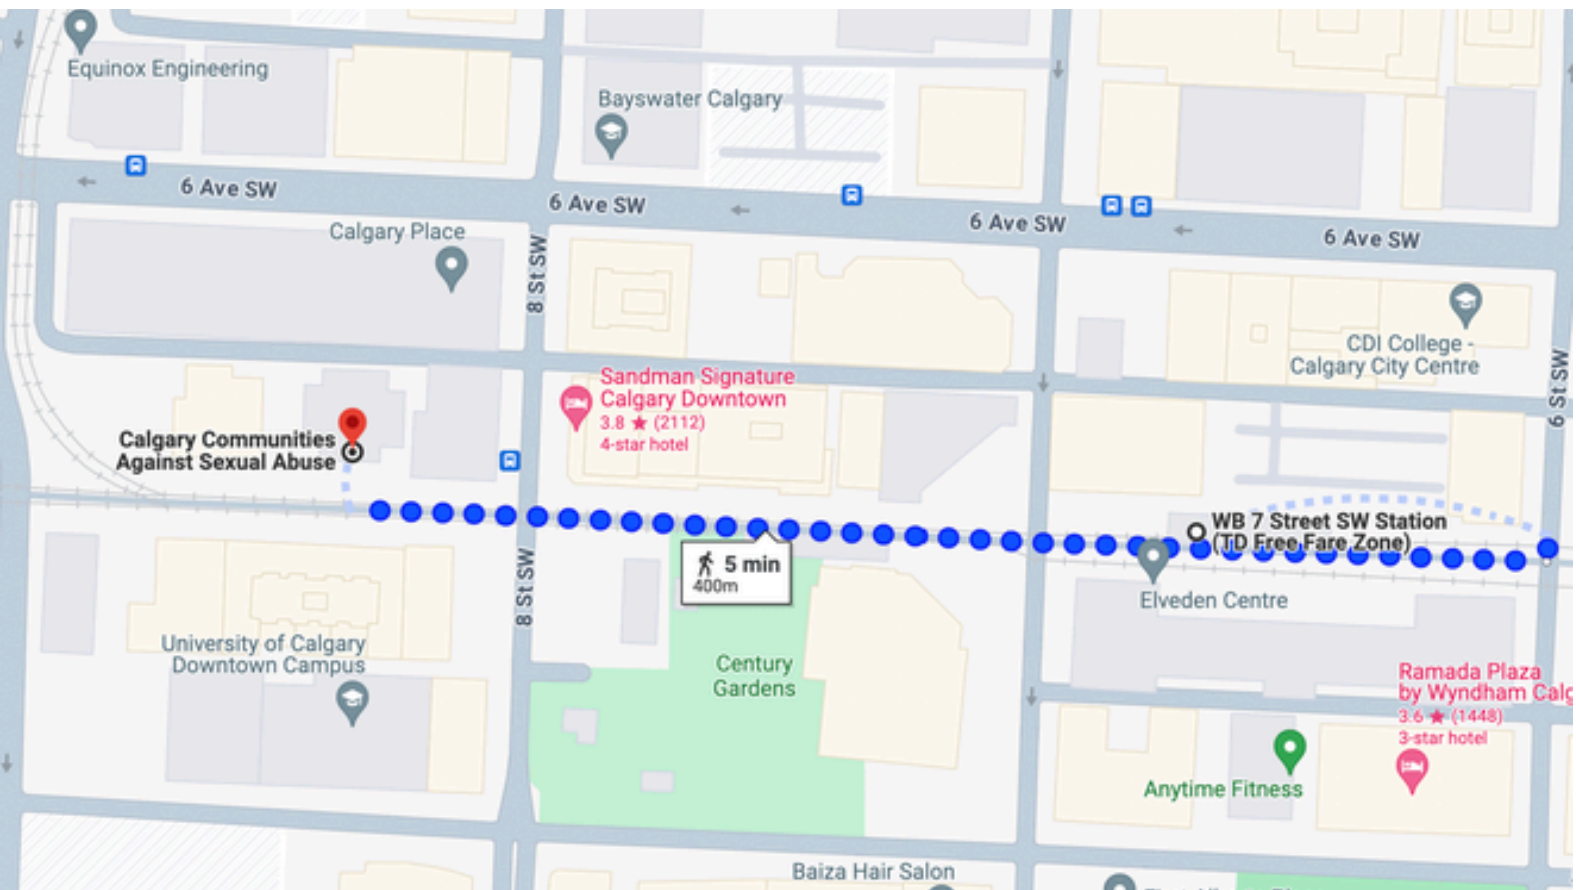 Equinox Engineering
Bayswater Calgary
6 Ave SW
6 Ave SW
6 Ave SW
6 Ave SW
Calgary Place
8 St SW
CDI College -
Calgary City Centre
6 St SW
Sandman Signature
Calgary Downtown
3.8 ★ (2112)
4-star hotel
Calgary Communities
Against Sexual Abuse
WB 7 Street SW Station
(TD Free Fare Zone)
5 min
400m
8 St SW
Elveden Centre
University of Calgary
Downtown Campus
Century
Gardens
Ramada Plaza
by Wyndham Calg
3.6 ★ (1448)
3-star hotel
Anytime Fitness
Baiza Hair Salon